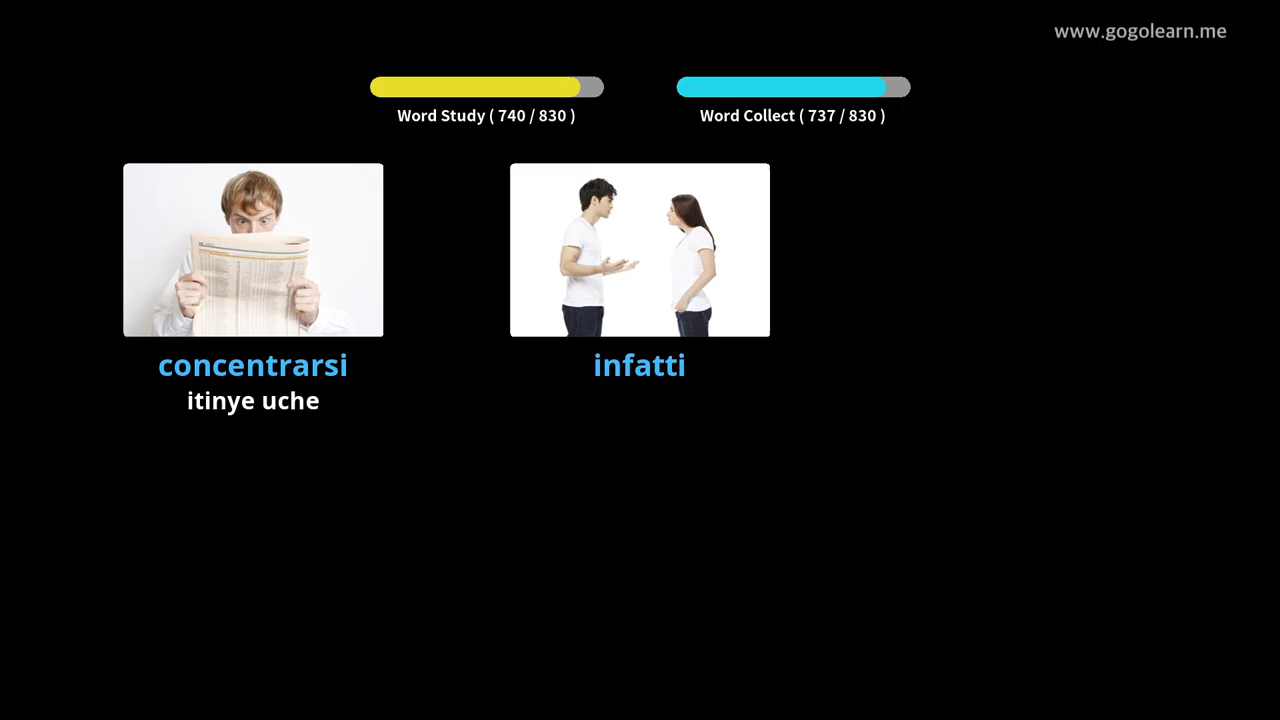 www.gogolearn.me
Word Study ( 740 / 830 )
Word Collect ( 737 / 830 )
concentrarsi
itinye uche
infatti